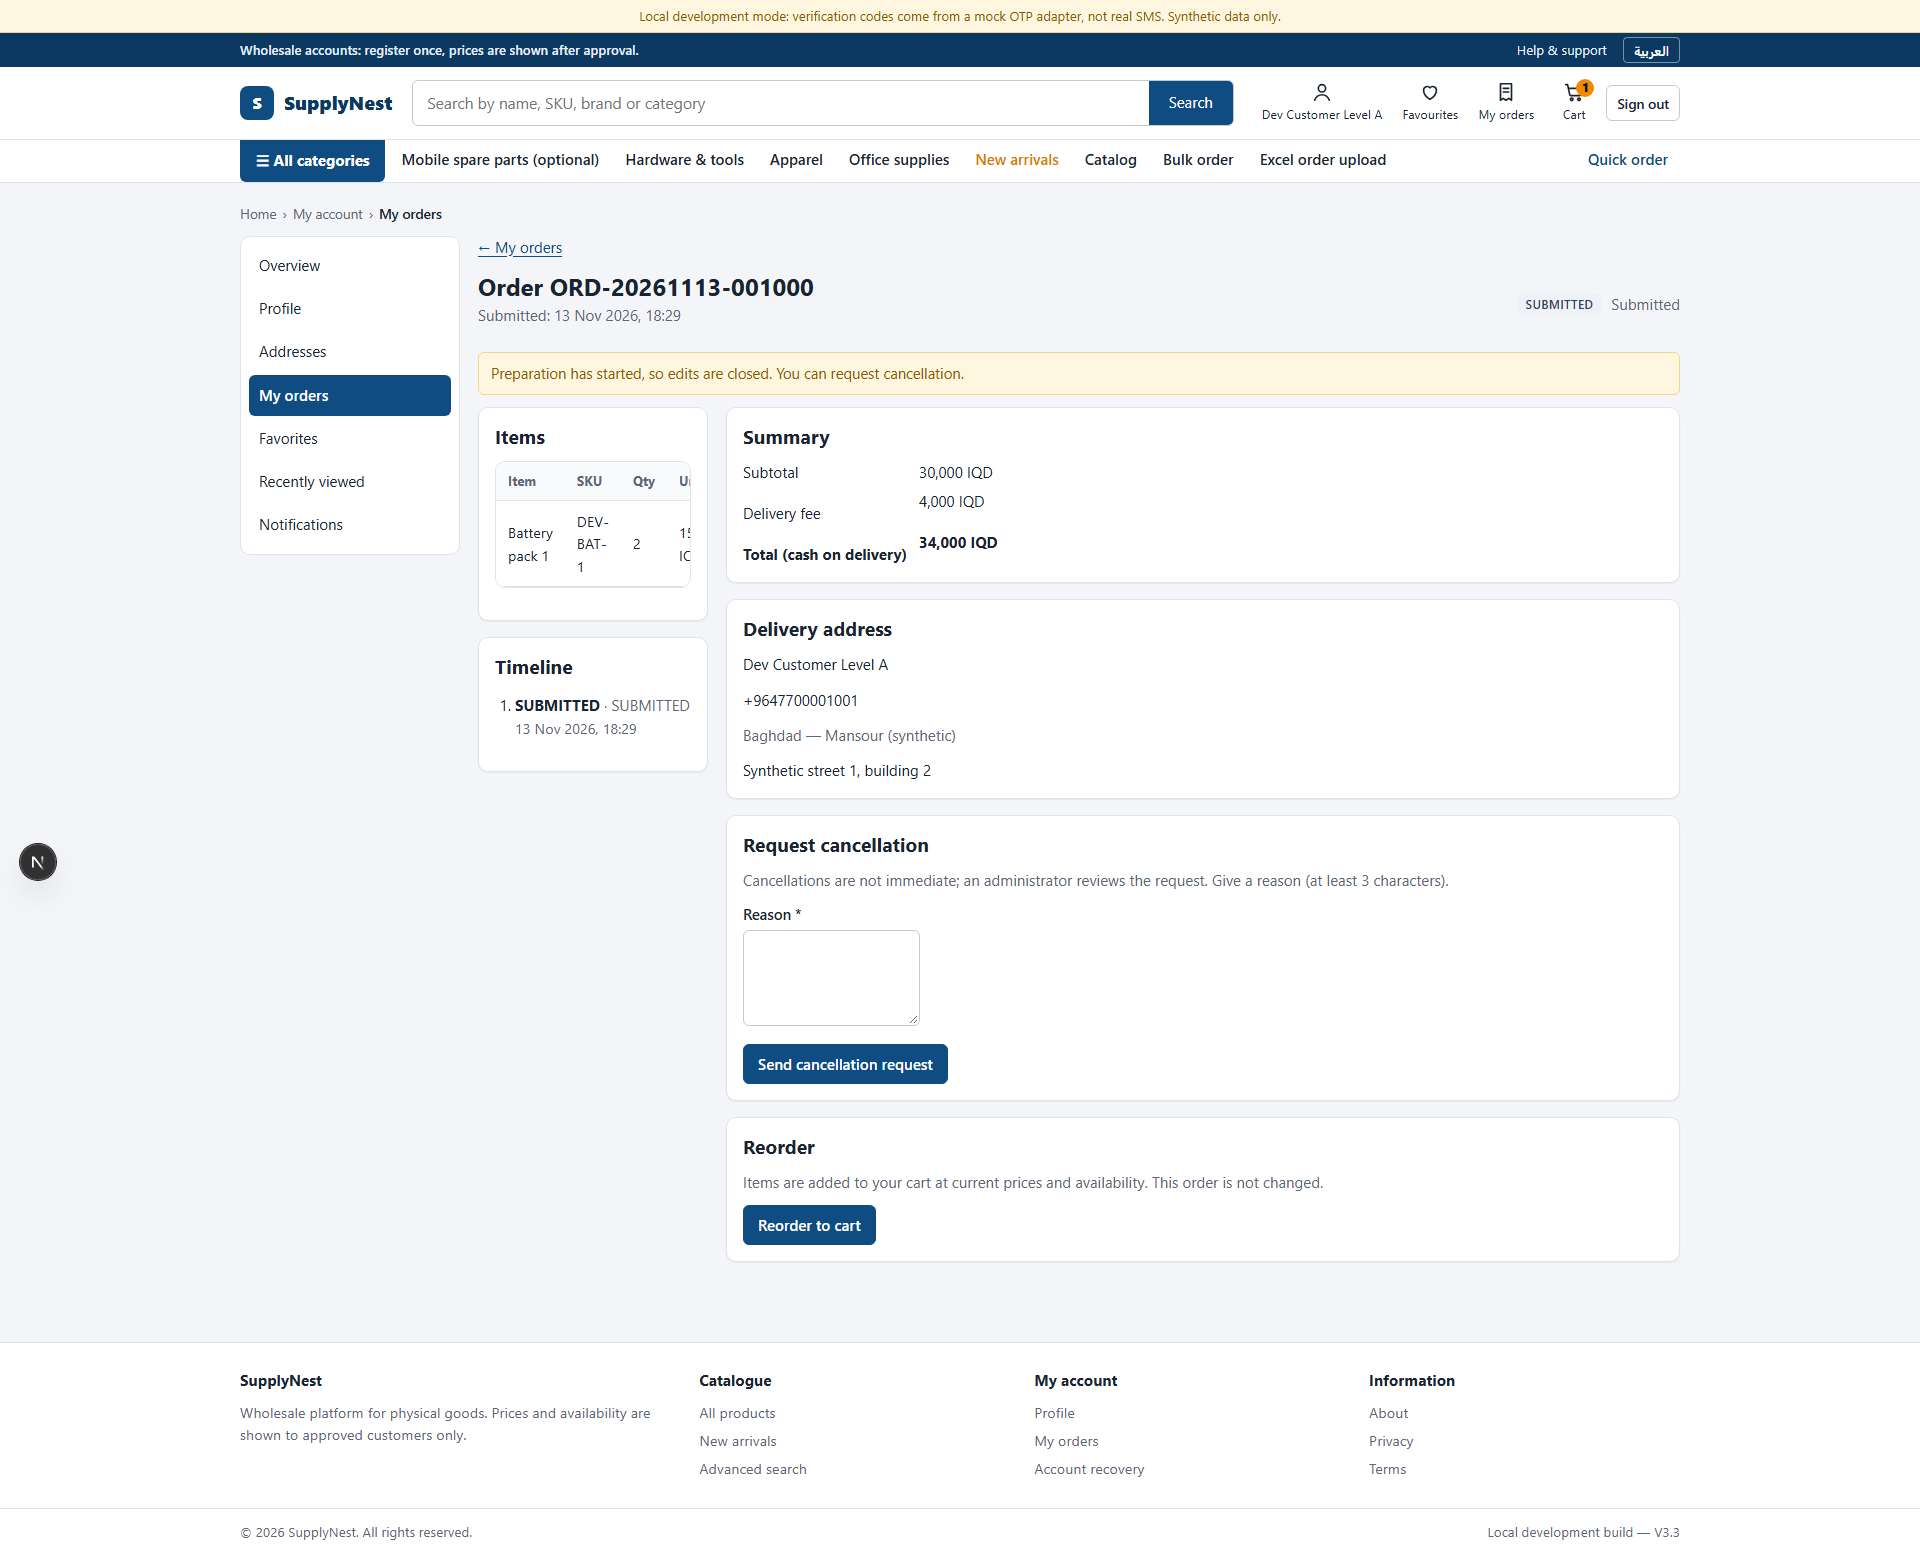 Local development mode: verification codes come from a mock OTP adapter, not real SMS. Synthetic data only.
Wholesale accounts: register once, prices are shown after approval.
Help & support
العربية
S
SupplyNest
Search by name, SKU, brand or category
Search
Dev Customer Level A
Favourites
My orders
1
Cart
Sign out
☰ All categories
Mobile spare parts (optional)
Hardware & tools
Apparel
Office supplies
New arrivals
Catalog
Bulk order
Excel order upload
Quick order
Home › My account › My orders
Overview
Profile
Addresses
My orders
Favorites
Recently viewed
Notifications
← My orders
Order ORD-20261113-001000
Submitted: 13 Nov 2026, 18:29
SUBMITTED
Submitted
Preparation has started, so edits are closed. You can request cancellation.
Items
Item SKU Qty
Battery pack 1
DEV-BAT-1
2
Timeline
1. SUBMITTED · SUBMITTED
13 Nov 2026, 18:29
Summary
Subtotal 30,000 IQD
Delivery fee 4,000 IQD
Total (cash on delivery) 34,000 IQD
Delivery address
Dev Customer Level A
+9647700001001
Baghdad — Mansour (synthetic)
Synthetic street 1, building 2
Request cancellation
Cancellations are not immediate; an administrator reviews the request. Give a reason (at least 3 characters).
Reason *
Send cancellation request
Reorder
Items are added to your cart at current prices and availability. This order is not changed.
Reorder to cart
N
SupplyNest
Wholesale platform for physical goods. Prices and availability are
shown to approved customers only.
Catalogue
All products
New arrivals
Advanced search
My account
Profile
My orders
Account recovery
Information
About
Privacy
Terms
© 2026 SupplyNest. All rights reserved.
Local development build — V3.3